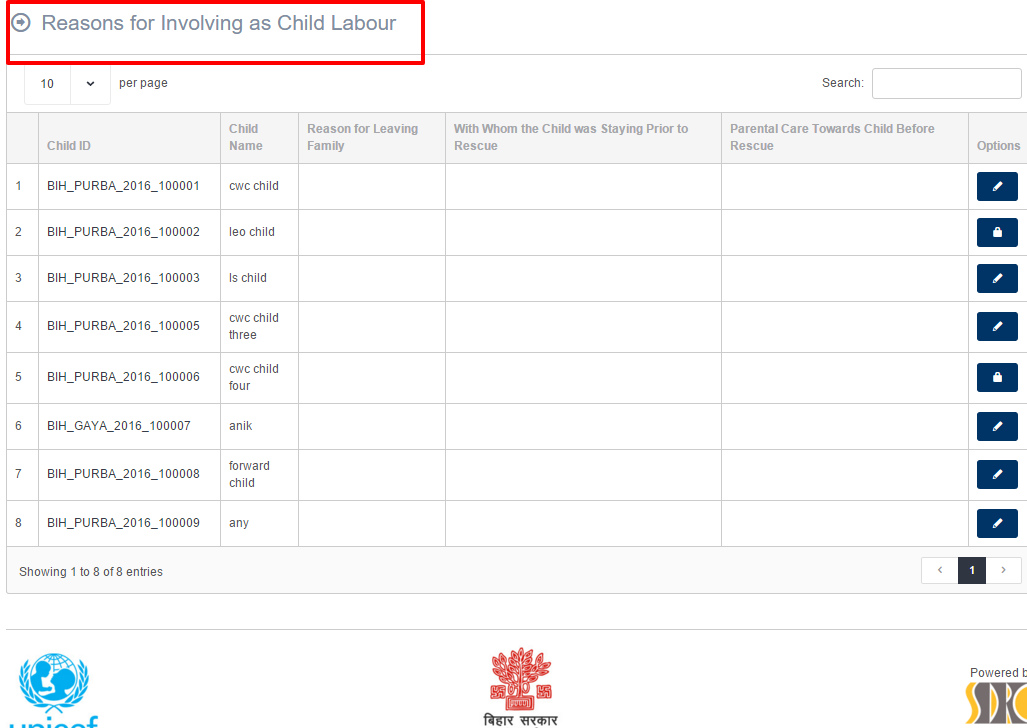 Reasons for Involving as Child Labour
10 per page Search:
Child ID Child Name Reason for Leaving Family With Whom the Child was Staying Prior to Rescue Parental Care Towards Child Before Rescue Options
1 BIH_PURBA_2016_100001 cwc child
2 BIH_PURBA_2016_100002 leo child
3 BIH_PURBA_2016_100003 ls child
4 BIH_PURBA_2016_100005 cwc child three
5 BIH_PURBA_2016_100006 cwc child four
6 BIH_GAYA_2016_100007 anik
7 BIH_PURBA_2016_100008 forward child
8 BIH_PURBA_2016_100009 any
Showing 1 to 8 of 8 entries ‹ 1 ›
unicef
बिहार सरकार
Powered